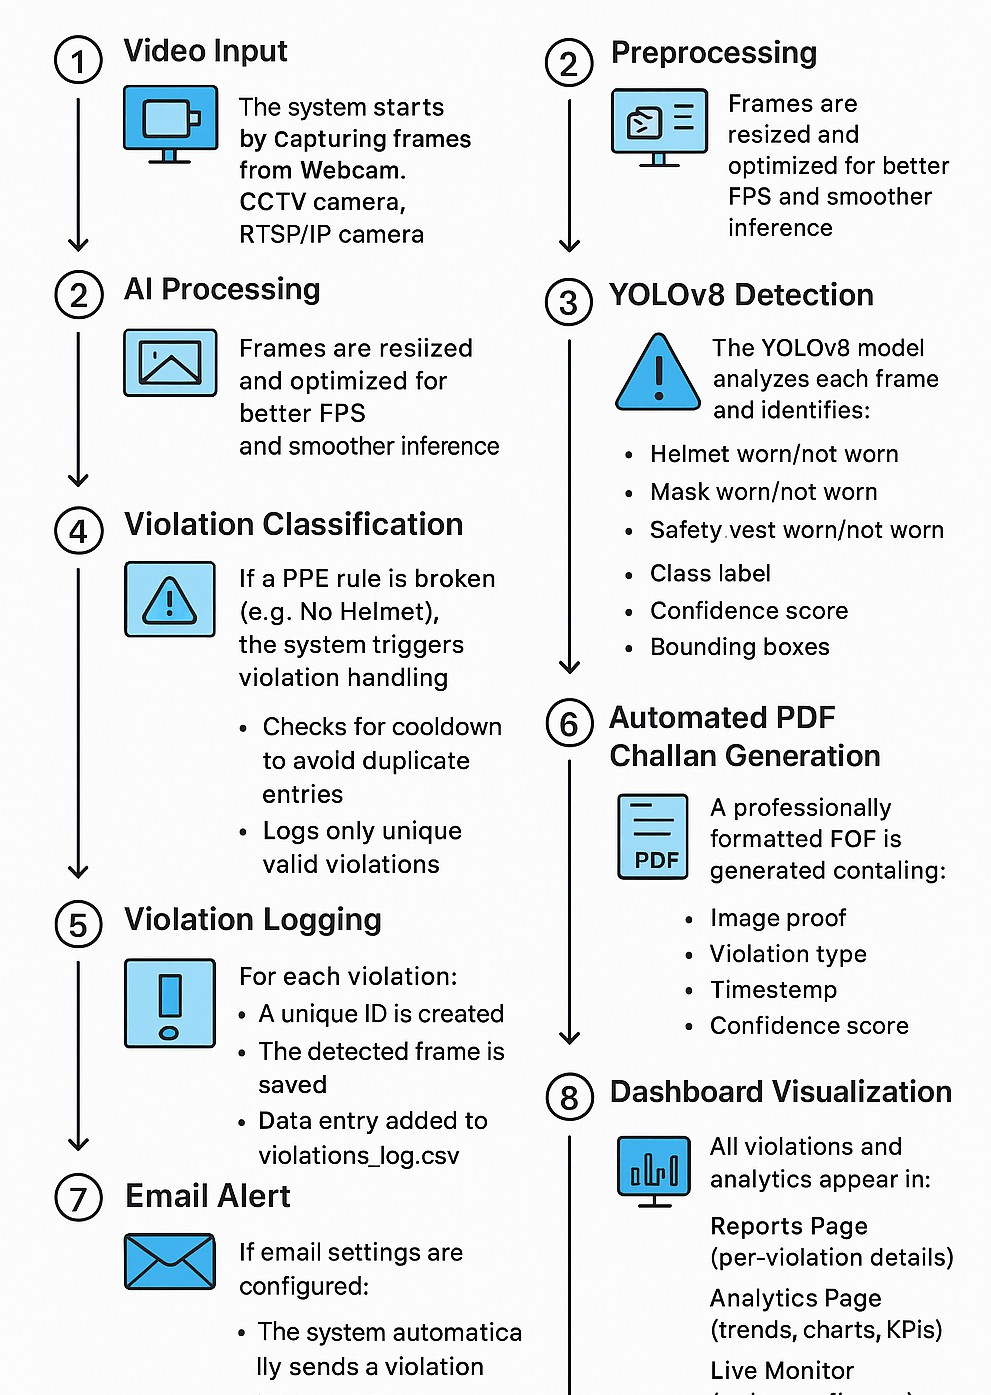 1 Video Input
The system starts
by Capturing frames
from Webcam.
CCTV camera,
RTSP/IP camera
2 AI Processing
Frames are resiized
and optimized for
better FPS
and smoother inference
4 Violation Classification
If a PPE rule is broken
(e.g. No Helmet),
the system triggers
violation handling
• Checks for cooldown
to avoid duplicate
entries
• Logs only unique
valid violations
5 Violation Logging
For each violation:
• A unique ID is created
• The detected frame is
saved
• Data entry added to
violations_log.csv
7 Email Alert
If email settings are
configured:
• The system automatica
lly sends a violation
2 Preprocessing
Frames are
resized and
optimized for better
FPS and smoother
inference
3 YOLOv8 Detection
The YOLOv8 model
analyzes each frame
and identifies:
• Helmet worn/not worn
• Mask worn/not worn
• Safety vest worn/not worn
• Class label
• Confidence score
• Bounding boxes
6 Automated PDF
Challan Generation
PDF
A professionally
formatted FOF is
generated contaling:
• Image proof
• Violation type
• Timestemp
• Confidence score
8 Dashboard Visualization
All violations and
analytics appear in:
Reports Page
(per-violation details)
Analytics Page
(trends, charts, KPis)
Live Monitor